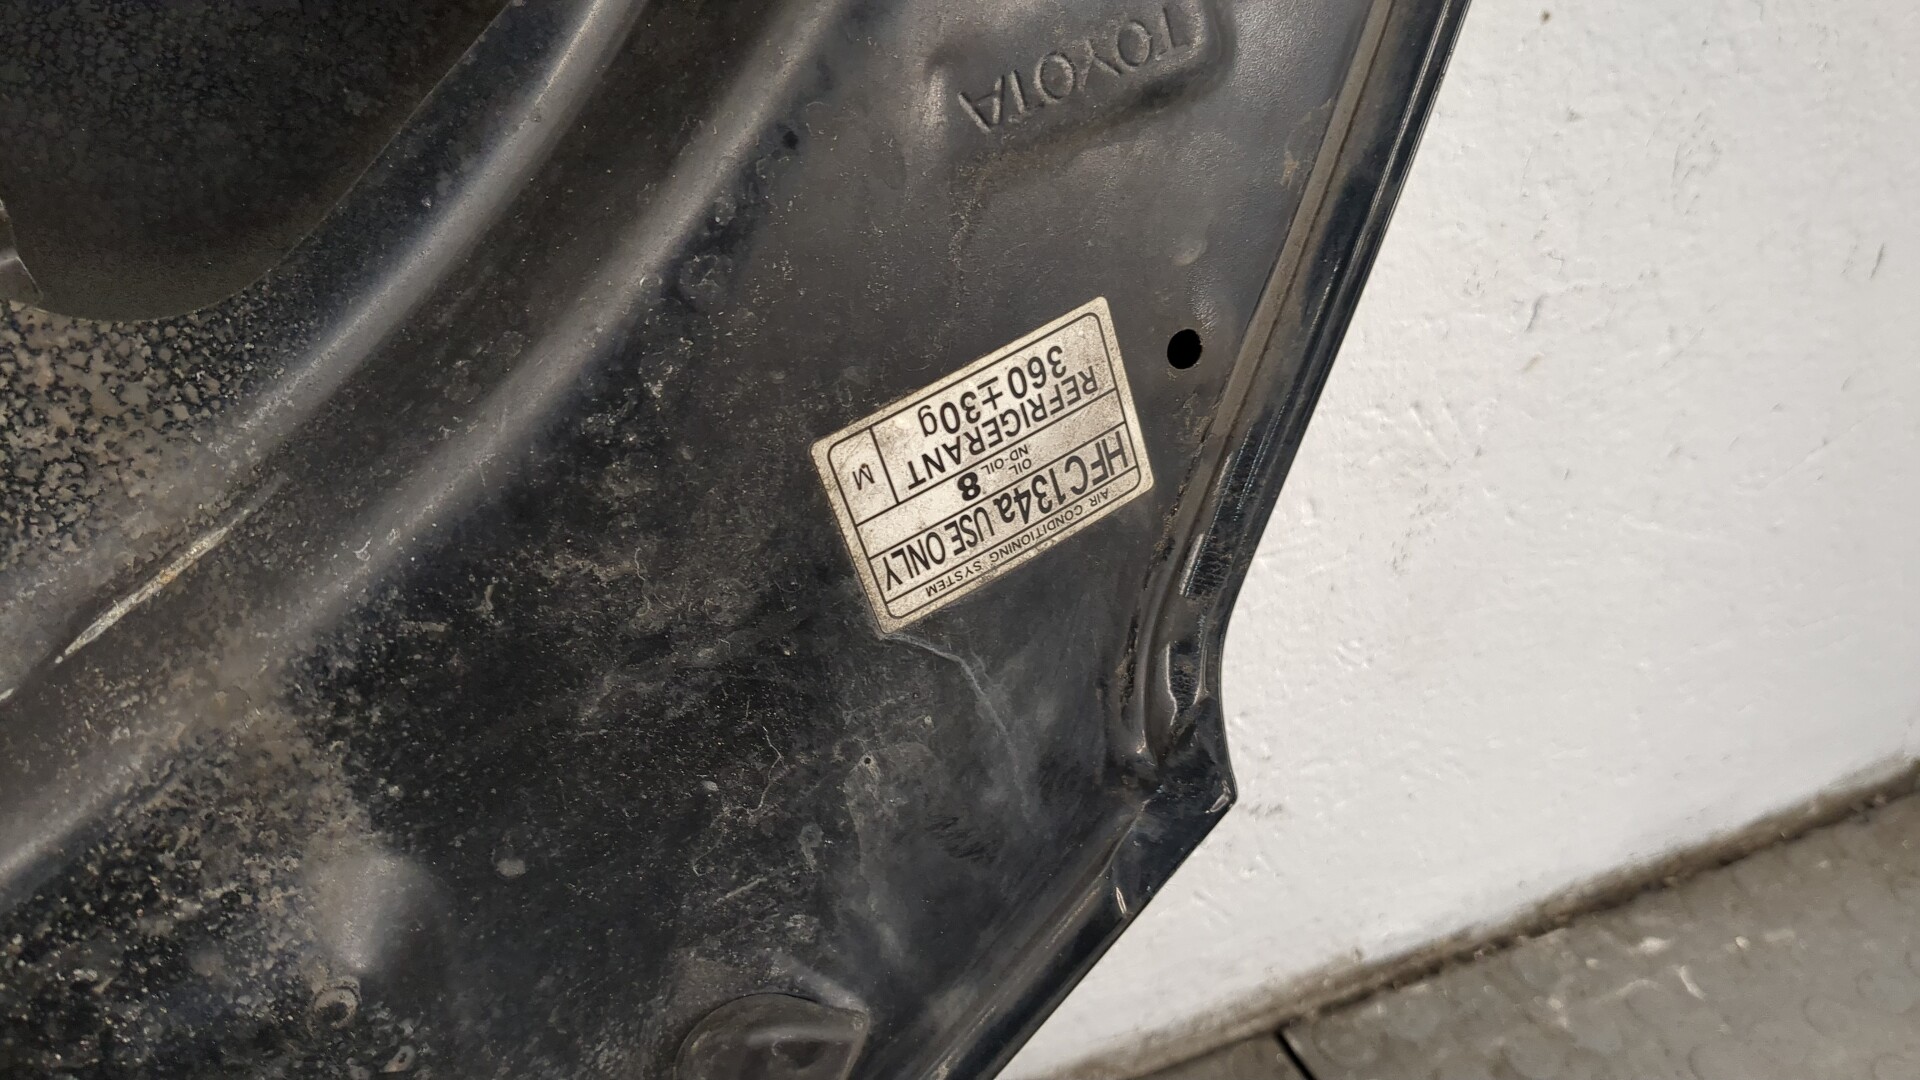 AIR CONDITIONING SYSTEM
HFC134a USE ONLY
OIL
ND-OIL 8
REFRIGERANT
360±30g
M
TOYOTA